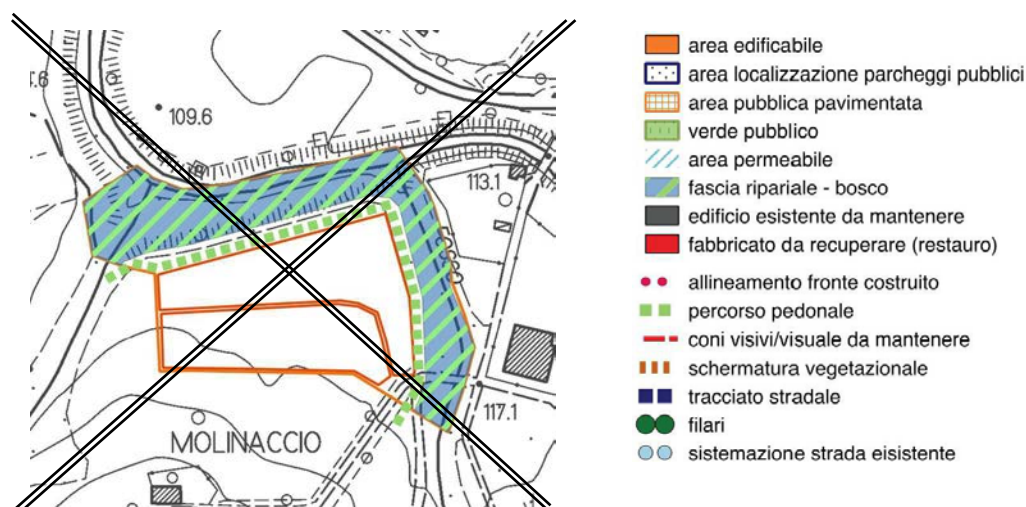 109.6
113.1
117.1
MOLINACCIO
area edificabile
area localizzazione parcheggi pubblici
area pubblica pavimentata
verde pubblico
area permeabile
fascia ripariale - bosco
edificio esistente da mantenere
fabbricato da recuperare (restauro)
allineamento fronte costruito
percorso pedonale
coni visivi/visuale da mantenere
schermatura vegetazionale
tracciato stradale
filari
sistemazione strada eisistente